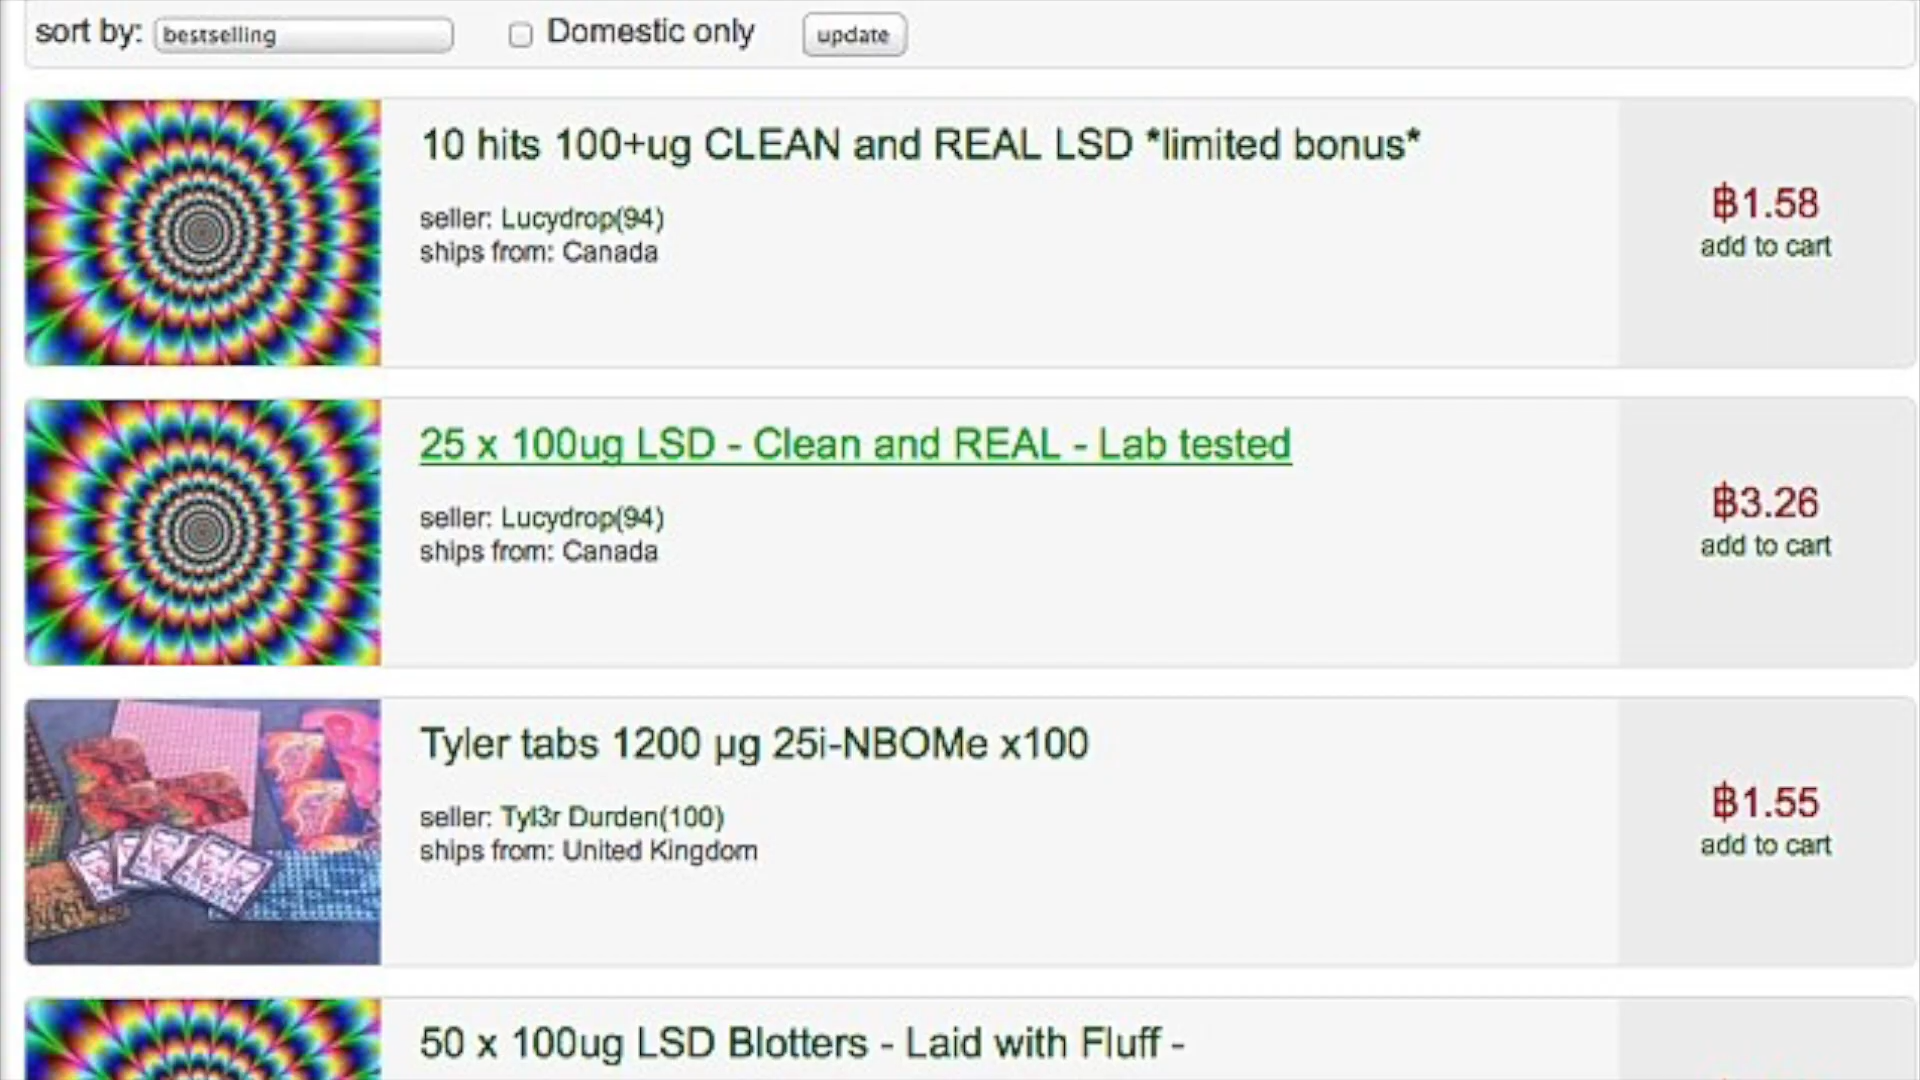 sort by: bestselling Domestic only update
10 hits 100+ug CLEAN and REAL LSD *limited bonus*
seller: Lucydrop(94)
ships from: Canada
฿1.58
add to cart
25 x 100ug LSD - Clean and REAL - Lab tested
seller: Lucydrop(94)
ships from: Canada
฿3.26
add to cart
Tyler tabs 1200 µg 25i-NBOMe x100
seller: Tyl3r Durden(100)
ships from: United Kingdom
฿1.55
add to cart
50 x 100ug LSD Blotters - Laid with Fluff -